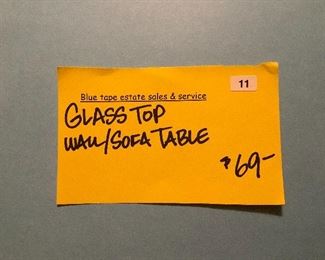 11
Blue tape estate sales & service
GLASS TOP
WALL/SOFA TABLE
$69-